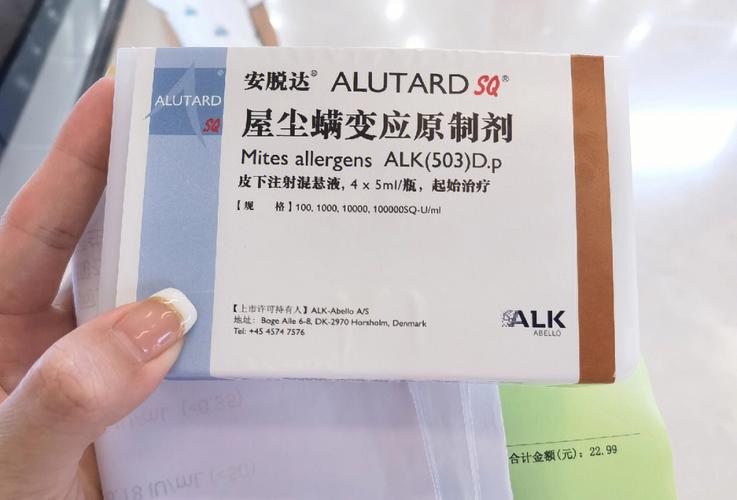 安脱达® ALUTARD SQ®
ALUTARD
SQ
屋尘螨变应原制剂
Mites allergens ALK(503)D.p
皮下注射混悬液, 4 x 5ml/瓶, 起始治疗
【规 格】100, 1000, 10000, 100000SQ-U/ml
【上市许可持有人】ALK-Abello A/S
地址: Boge Alle 6-8, DK-2970 Horsholm, Denmark
Tel: +45 4574 7576
ALK
ABELLÓ
合计金额(元): 22.99